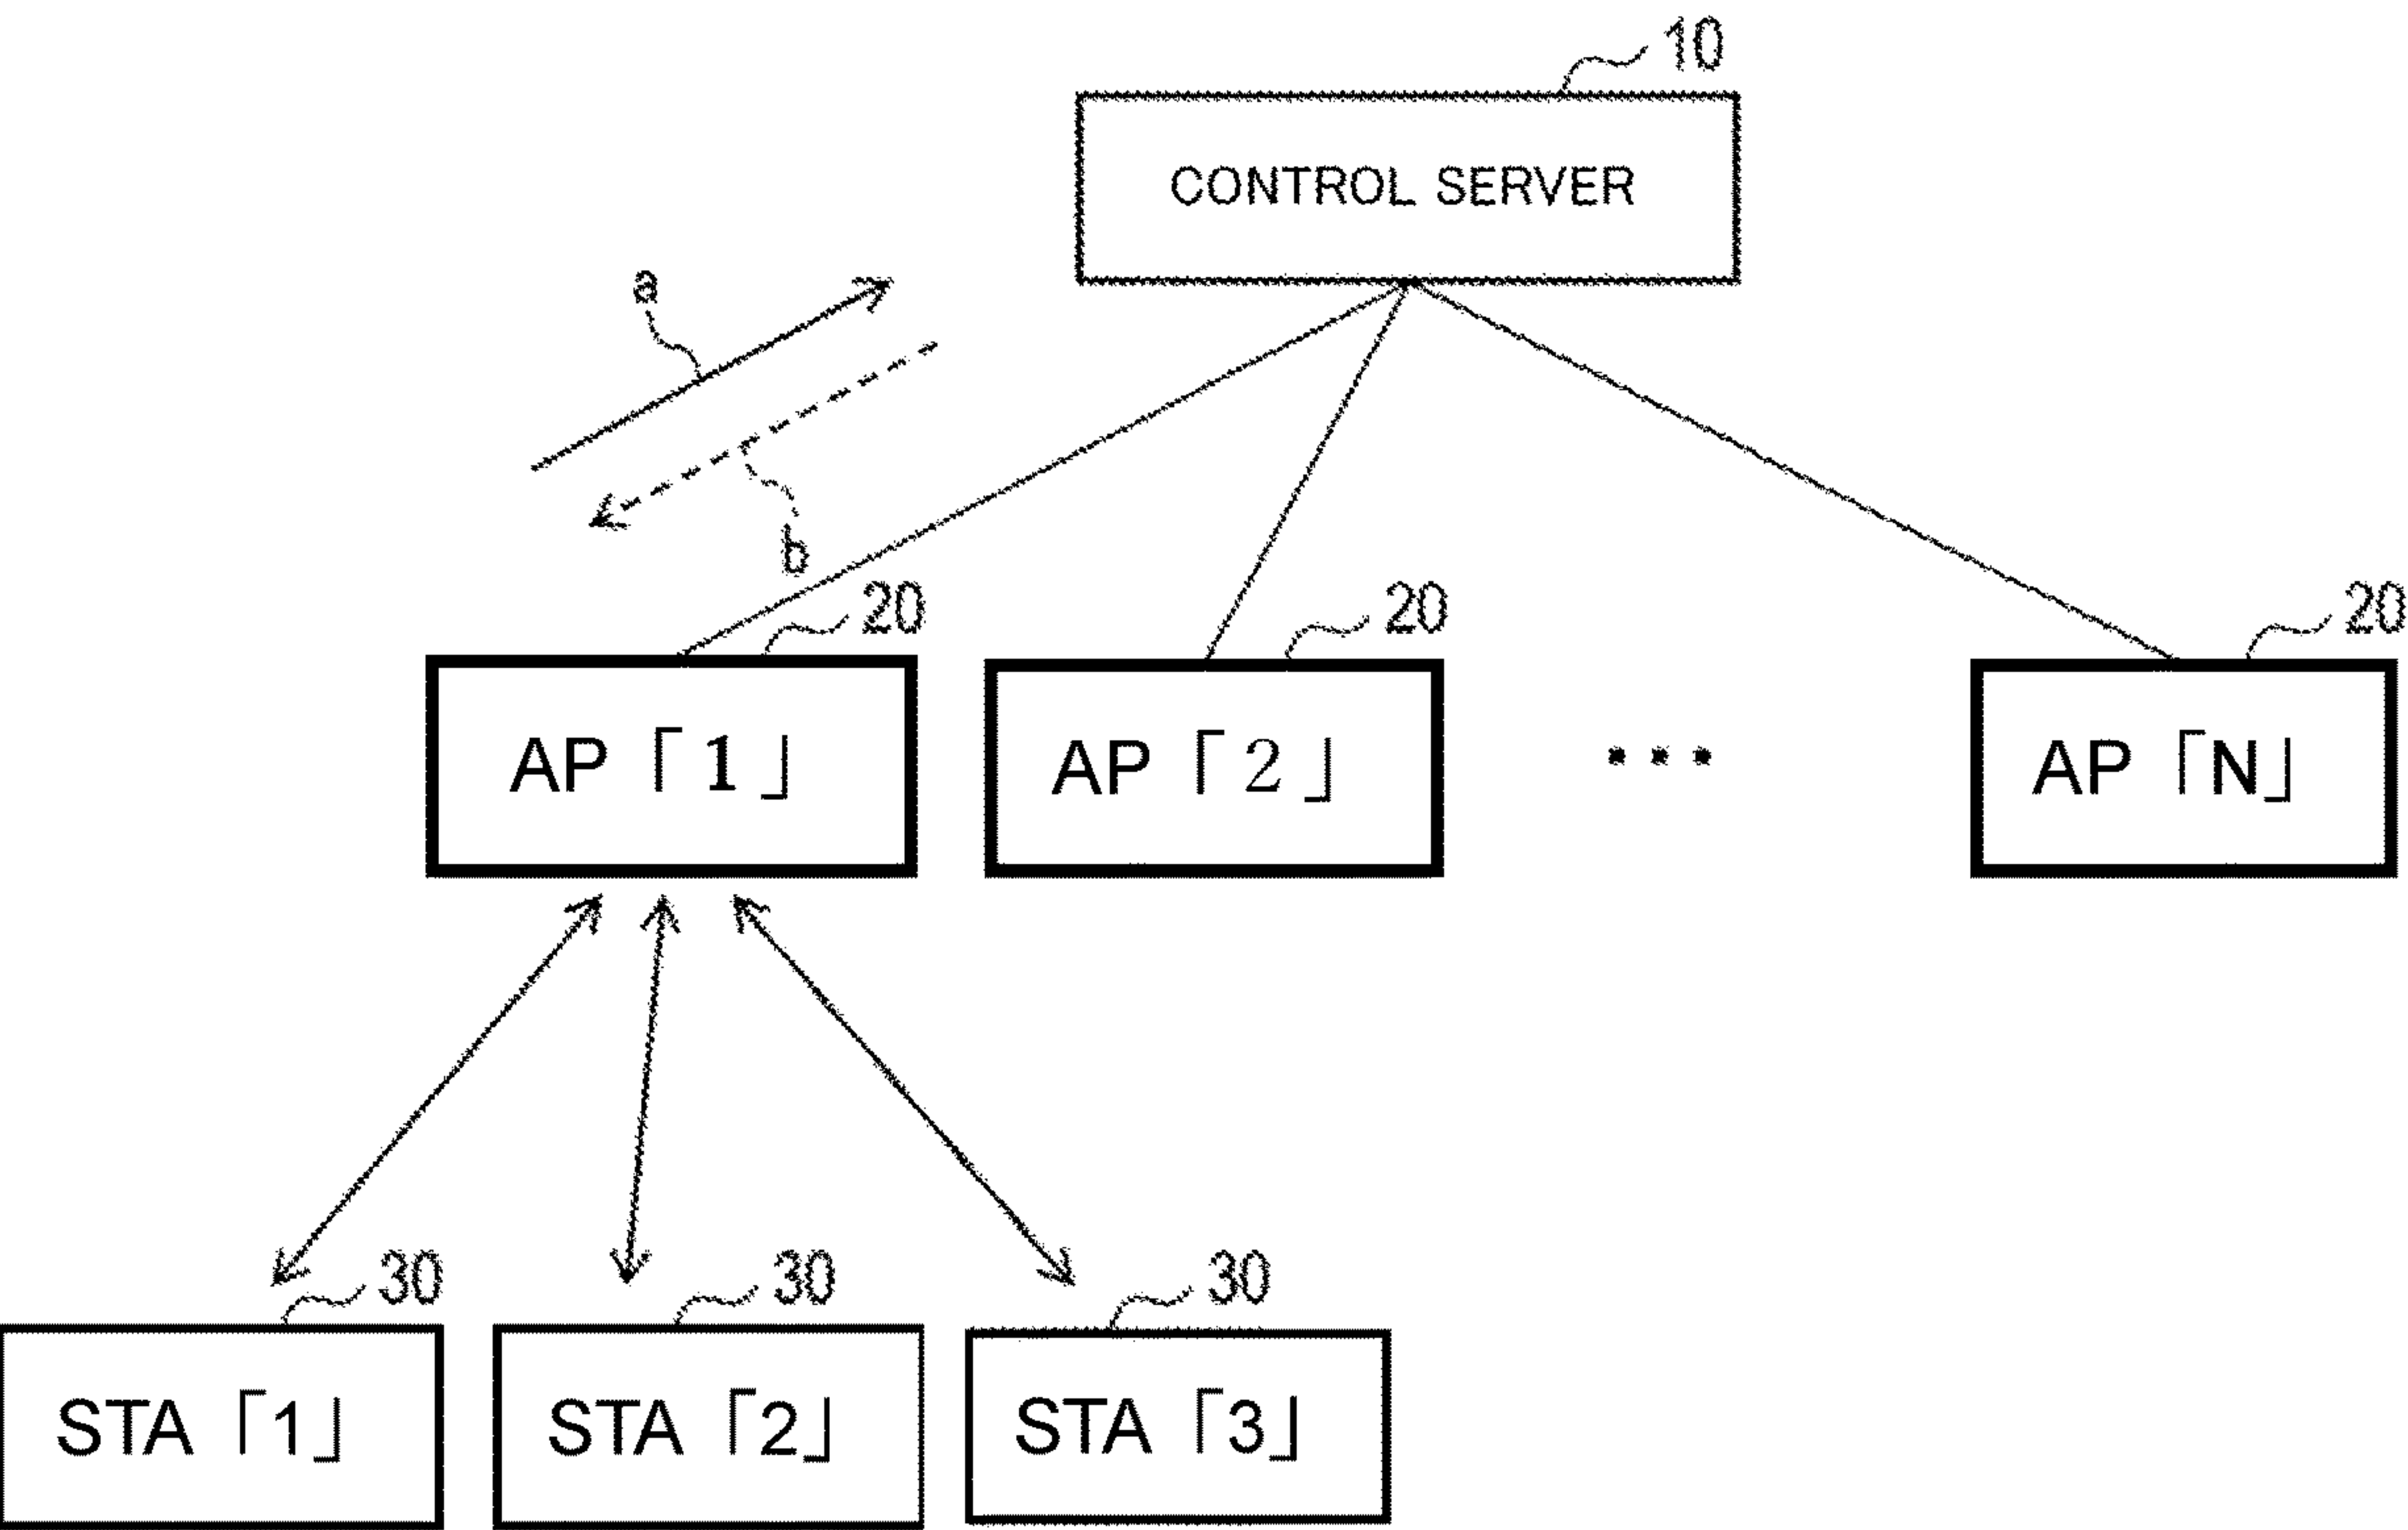 10
CONTROL SERVER
a
b
20
20
20
AP「1」
AP「2」
...
AP「N」
30
30
30
STA「1」
STA「2」
STA「3」